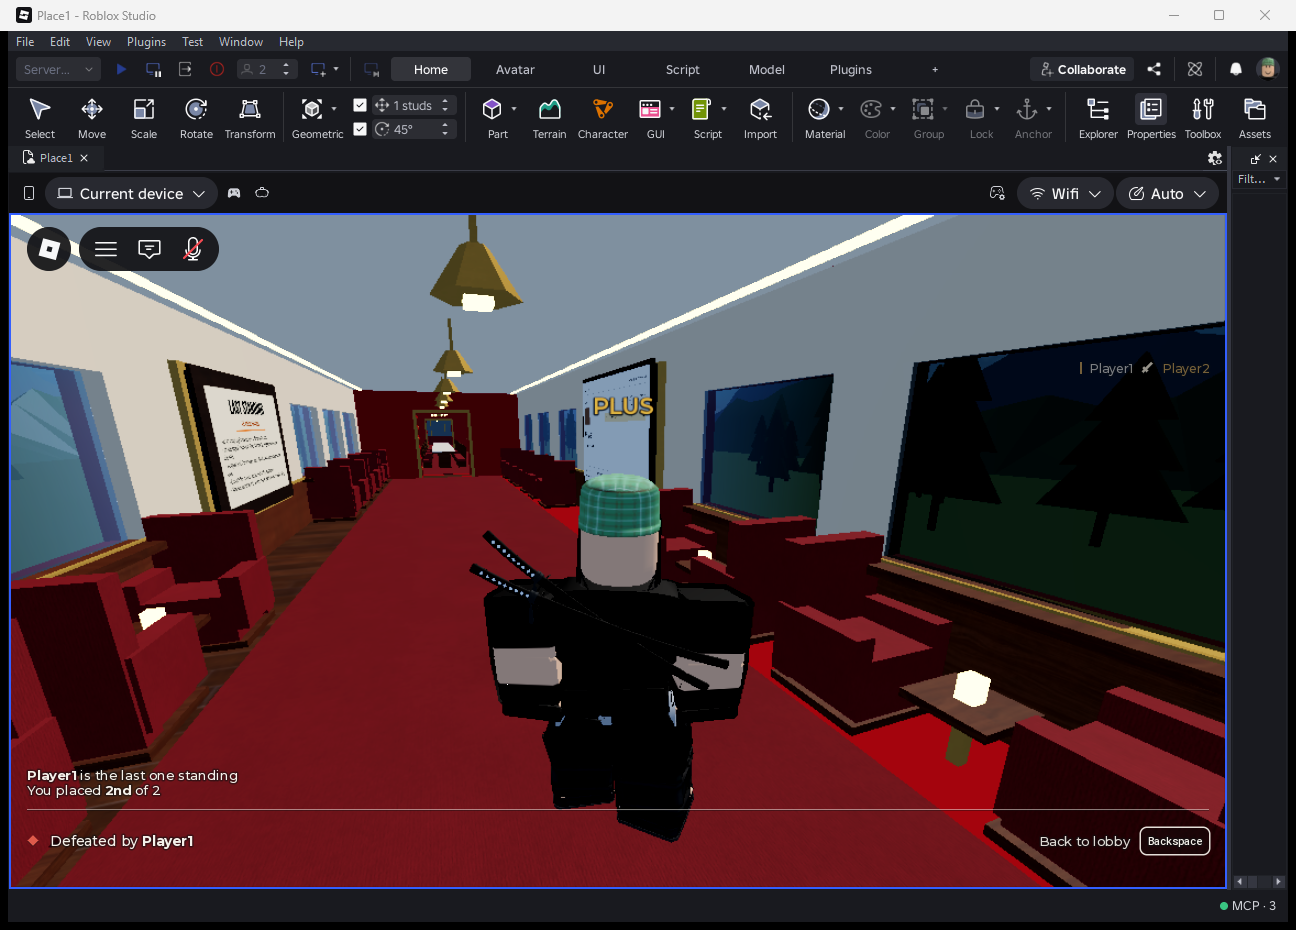 Place1 - Roblox Studio
File Edit View Plugins Test Window Help
Server... 2 Home Avatar UI Script Model Plugins + Collaborate
1 studs
45°
Select Move Scale Rotate Transform Geometric Part Terrain Character GUI Script Import Material Color Group Lock Anchor Explorer Properties Toolbox Assets
Place1
Filt...
Current device Wifi Auto
Player1 Player2
LAST STANDING
PLUS
Player1 is the last one standing
You placed 2nd of 2
Defeated by Player1
Back to lobby Backspace
MCP · 3